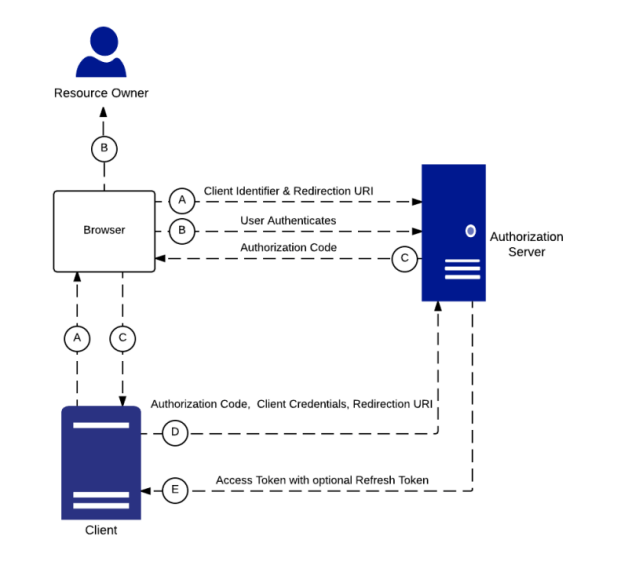 Resource Owner
B
A
Client Identifier & Redirection URI
Browser
B
User Authenticates
Authorization Code
C
Authorization
Server
A
C
Authorization Code, Client Credentials, Redirection URI
D
Access Token with optional Refresh Token
E
Client